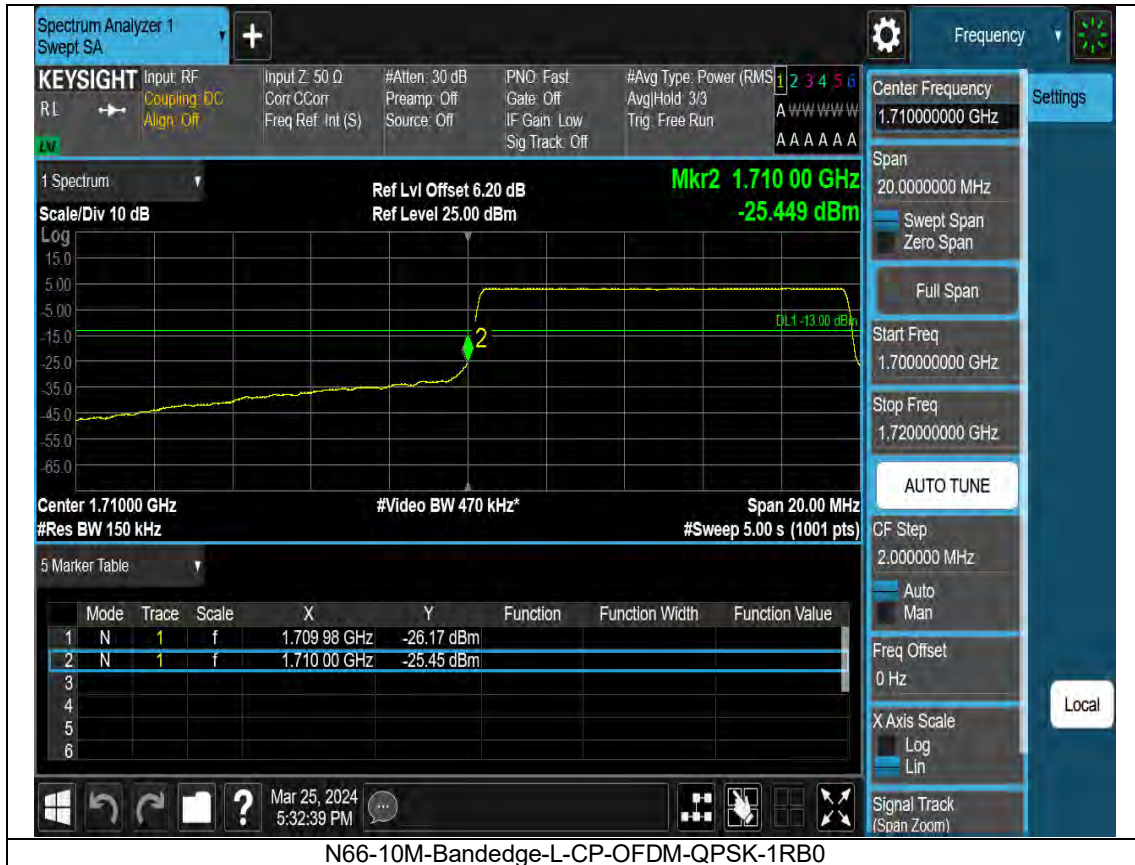 Spectrum Analyzer 1
Swept SA
+
Frequency
KEYSIGHT Input: RF Input Z: 50 Ω #Atten: 30 dB PNO: Fast #Avg Type: Power (RMS 1 2 3 4 5 6
RL Coupling: DC Corr CCorr Preamp: Off Gate: Off Avg|Hold: 3/3 A W W W W W
Align: Off Freq Ref: Int (S) Source: Off IF Gain: Low Trig: Free Run
LXI Sig Track: Off A A A A A A
Center Frequency
1.710000000 GHz
Settings
Span
20.0000000 MHz
Swept Span
Zero Span
Full Span
Start Freq
1.700000000 GHz
Stop Freq
1.720000000 GHz
AUTO TUNE
CF Step
2.000000 MHz
Auto
Man
Freq Offset
0 Hz
X Axis Scale
Log
Lin
Signal Track
(Span Zoom)
Local
1 Spectrum Ref Lvl Offset 6.20 dB Mkr2 1.710 00 GHz
Scale/Div 10 dB Ref Level 25.00 dBm -25.449 dBm
Log
15.0
5.00
-5.00
DL1 -13.00 dBm
-15.0
2
-25.0
-35.0
-45.0
-55.0
-65.0
Center 1.71000 GHz #Video BW 470 kHz* Span 20.00 MHz
#Res BW 150 kHz #Sweep 5.00 s (1001 pts)
5 Marker Table
Mode Trace Scale X Y Function Function Width Function Value
1 N 1 f 1.709 98 GHz -26.17 dBm
2 N 1 f 1.710 00 GHz -25.45 dBm
3
4
5
6
? Mar 25, 2024
5:32:39 PM
N66-10M-Bandedge-L-CP-OFDM-QPSK-1RB0